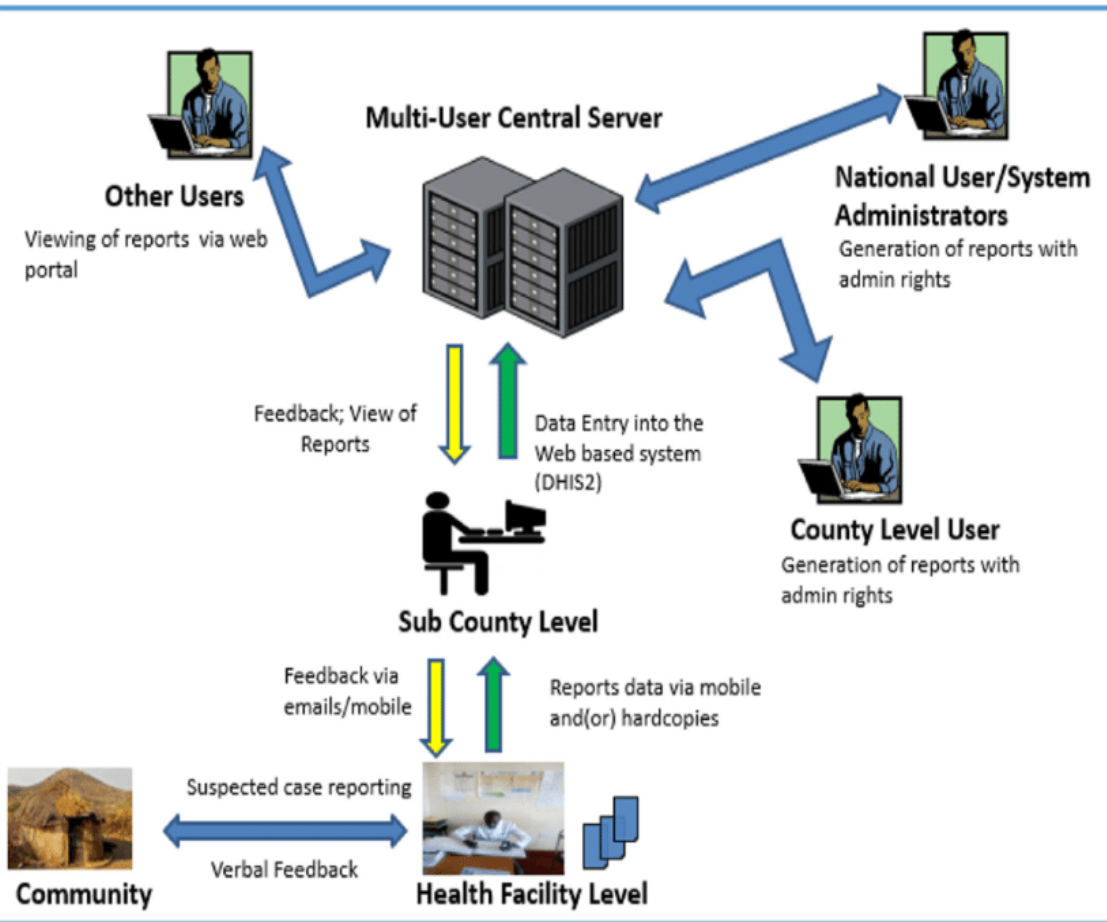 Multi-User Central Server
Other Users
Viewing of reports via web
portal
National User/System
Administrators
Generation of reports with
admin rights
Feedback; View of
Reports
Data Entry into the
Web based system
(DHIS2)
County Level User
Generation of reports with
admin rights
Sub County Level
Feedback via
emails/mobile
Reports data via mobile
and(or) hardcopies
Suspected case reporting
Verbal Feedback
Community
Health Facility Level